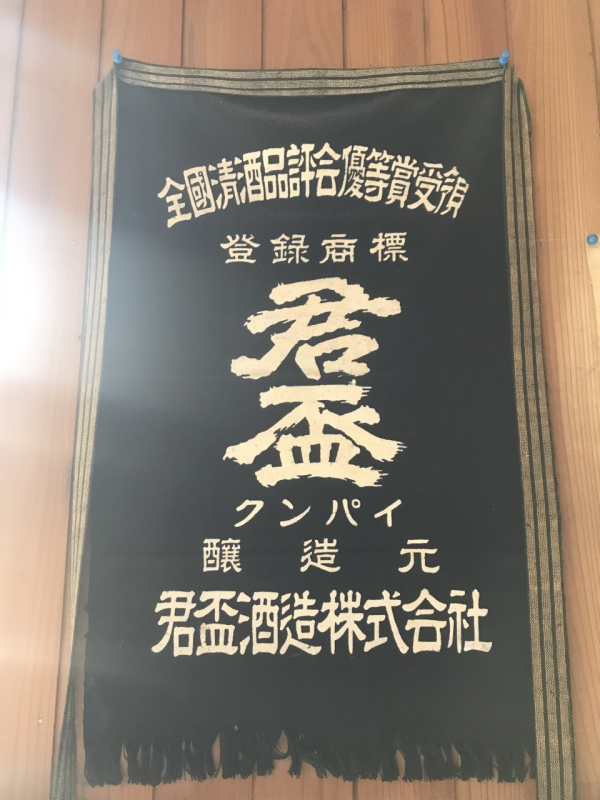 全國清酒品評会優等賞受領
登録商標
君盃
クンパイ
醸造元
君盃酒造株式会社